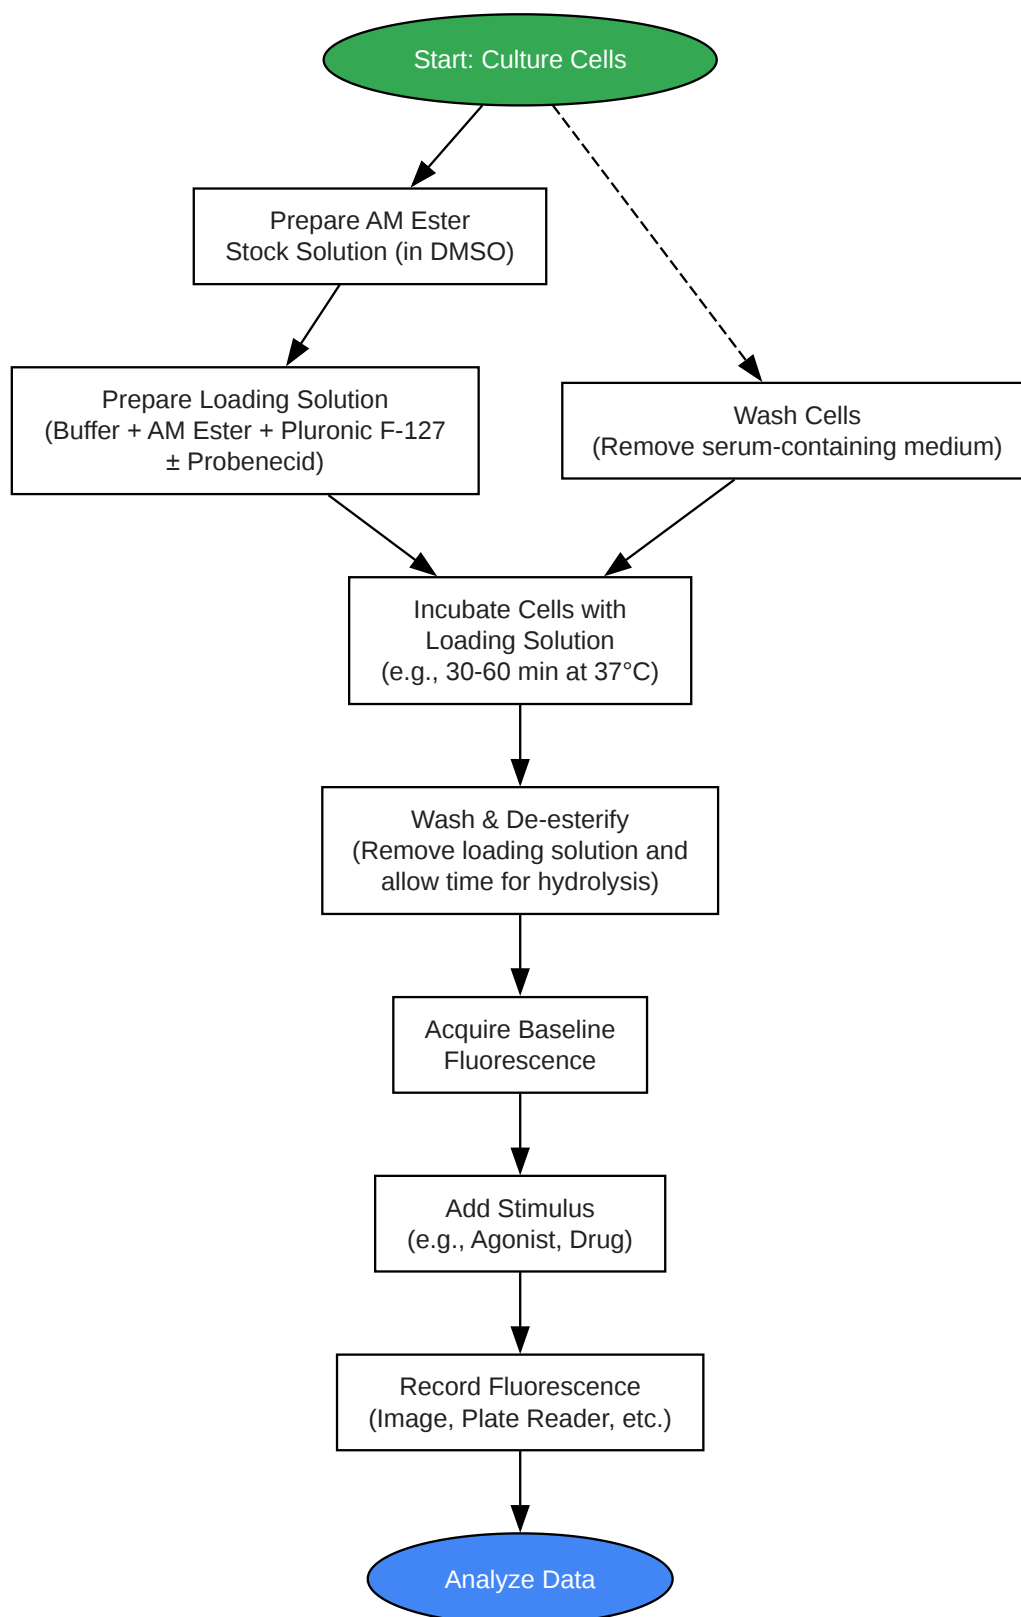 Start: Culture Cells
Prepare AM Ester
Stock Solution (in DMSO)
Prepare Loading Solution
(Buffer + AM Ester + Pluronic F-127
± Probenecid)
Wash Cells
(Remove serum-containing medium)
Incubate Cells with
Loading Solution
(e.g., 30-60 min at 37°C)
Wash & De-esterify
(Remove loading solution and
allow time for hydrolysis)
Acquire Baseline
Fluorescence
Add Stimulus
(e.g., Agonist, Drug)
Record Fluorescence
(Image, Plate Reader, etc.)
Analyze Data